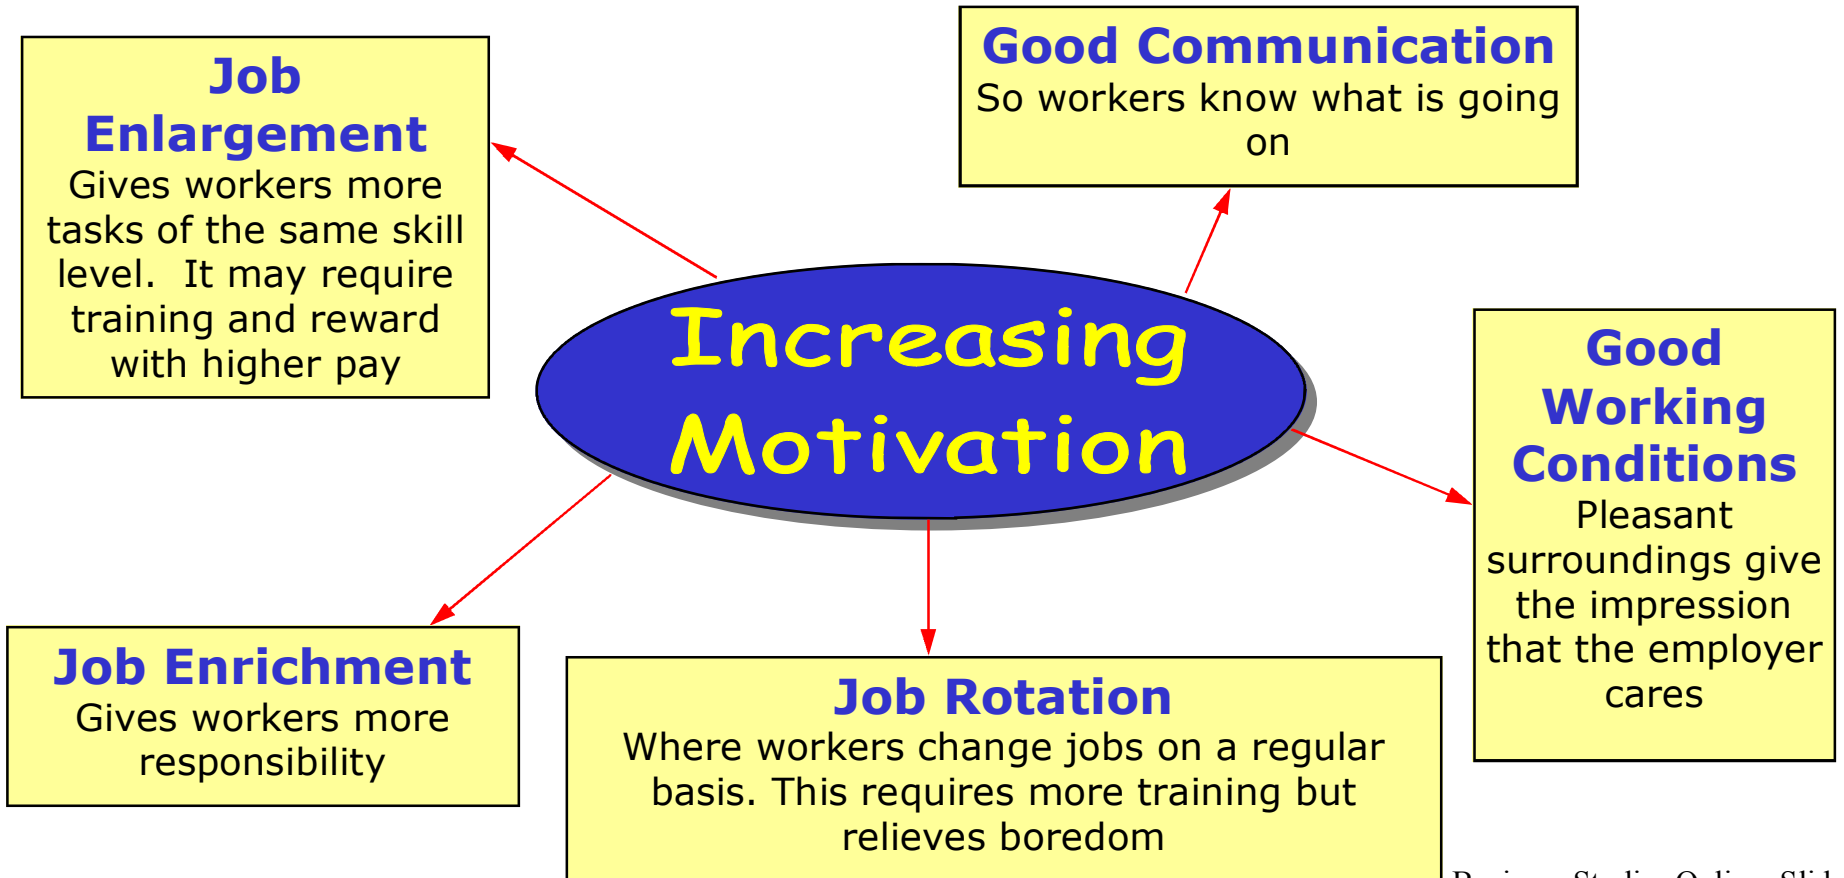 Increasing
Motivation
Job
Enlargement
Gives workers more
tasks of the same skill
level.  It may require
training and reward
with higher pay
Good Communication
So workers know what is going
on
Good
Working
Conditions
Pleasant
surroundings give
the impression
that the employer
cares
Job Enrichment
Gives workers more
responsibility
Job Rotation
Where workers change jobs on a regular
basis. This requires more training but
relieves boredom